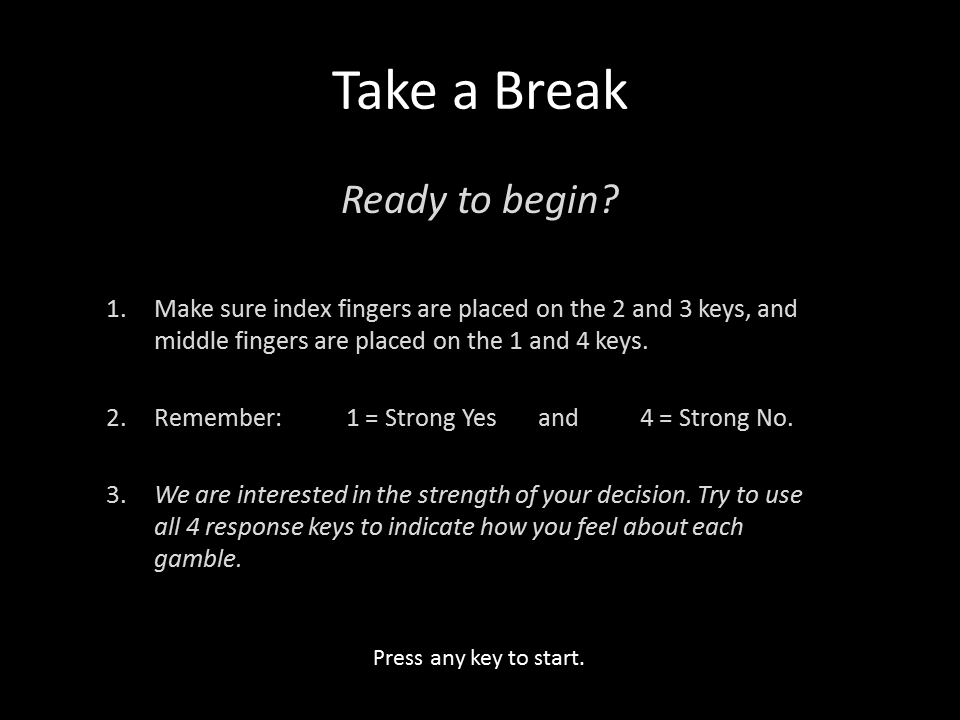 Take a Break
Ready to begin?
1. Make sure index fingers are placed on the 2 and 3 keys, and
middle fingers are placed on the 1 and 4 keys.
2. Remember: 1 = Strong Yes and 4 = Strong No.
3. We are interested in the strength of your decision. Try to use
all 4 response keys to indicate how you feel about each
gamble.
Press any key to start.